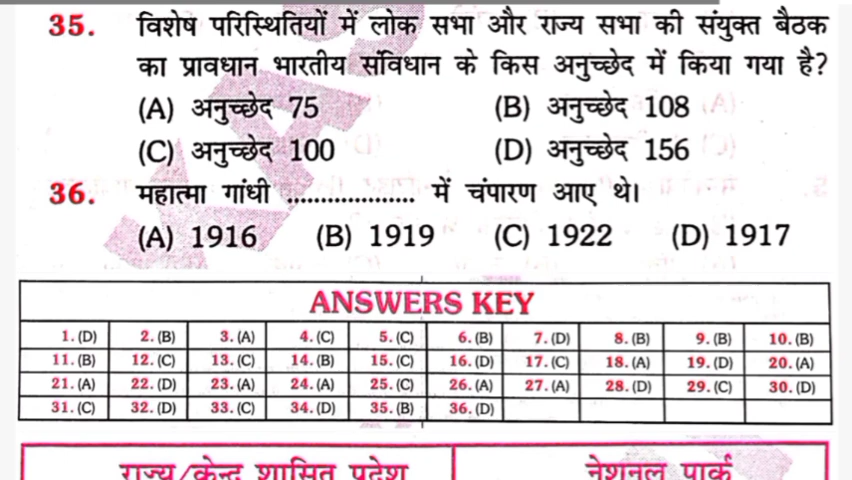 35. विशेष परिस्थितियों में लोक सभा और राज्य सभा की संयुक्त बैठक
का प्रावधान भारतीय संविधान के किस अनुच्छेद में किया गया है?
(A) अनुच्छेद 75 (B) अनुच्छेद 108
(C) अनुच्छेद 100 (D) अनुच्छेद 156
36. महात्मा गांधी ................... में चंपारण आए थे।
(A) 1916 (B) 1919 (C) 1922 (D) 1917
ANSWERS KEY
1. (D) 2. (B) 3. (A) 4. (C) 5. (C) 6. (B) 7. (D) 8. (B) 9. (B) 10. (B)
11. (B) 12. (C) 13. (C) 14. (B) 15. (C) 16. (D) 17. (C) 18. (A) 19. (D) 20. (A)
21. (A) 22. (D) 23. (A) 24. (A) 25. (C) 26. (A) 27. (A) 28. (D) 29. (C) 30. (D)
31. (C) 32. (D) 33. (C) 34. (D) 35. (B) 36. (D)
राज्य/केन्द्र शासित प्रदेश नेशनल पार्क